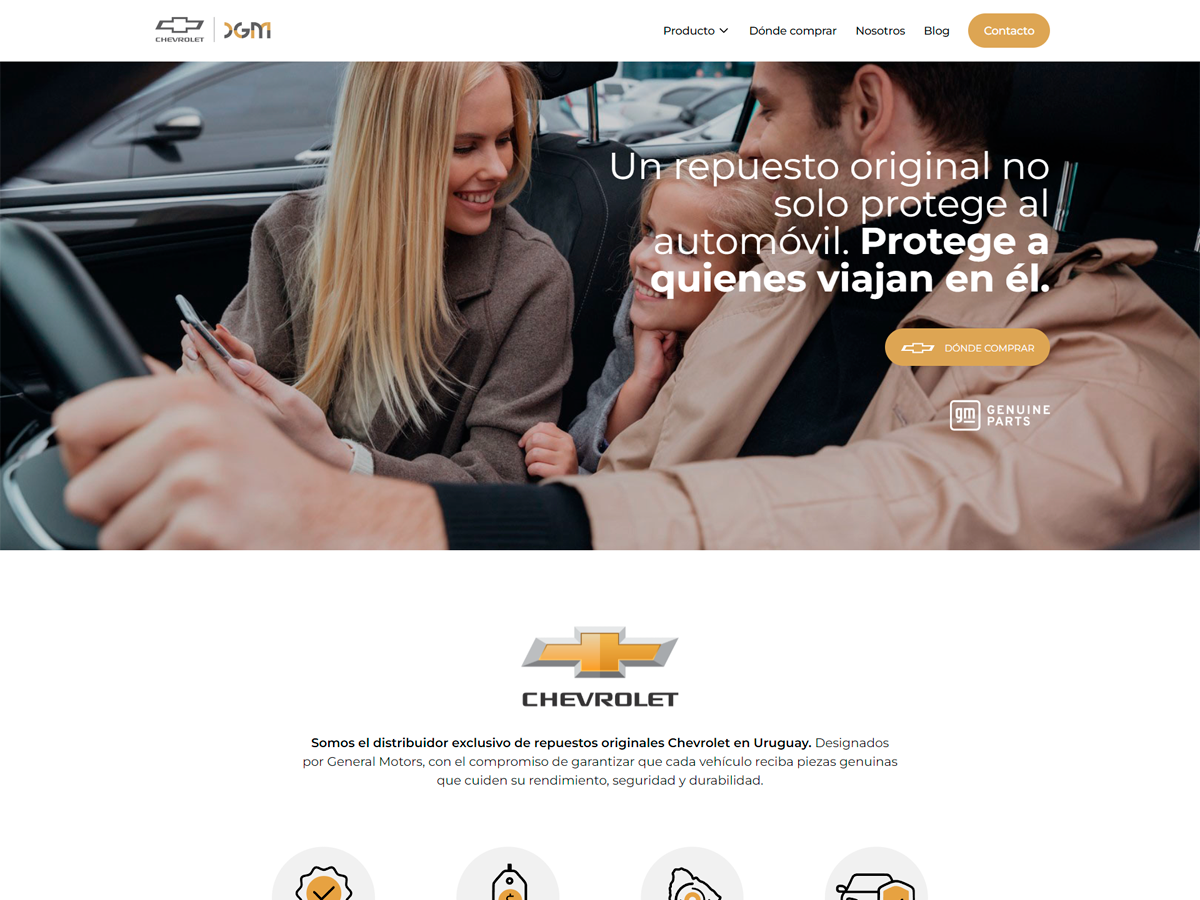 CHEVROLET
XGM
Producto
Dónde comprar
Nosotros
Blog
Contacto
Un repuesto original no
solo protege al
automóvil. Protege a
quienes viajan en él.
DÓNDE COMPRAR
gm GENUINE
PARTS
CHEVROLET
Somos el distribuidor exclusivo de repuestos originales Chevrolet en Uruguay. Designados
por General Motors, con el compromiso de garantizar que cada vehículo reciba piezas genuinas
que cuiden su rendimiento, seguridad y durabilidad.